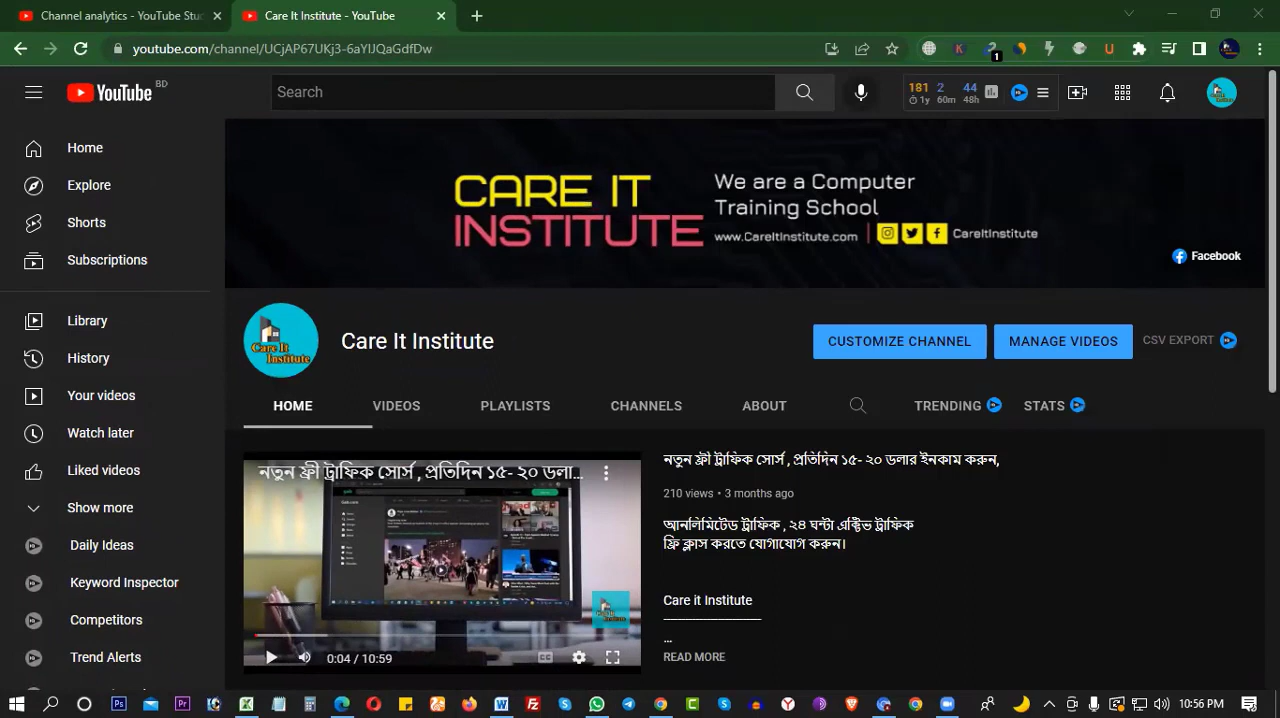 Channel analytics - YouTube Stu
Care It Institute - YouTube
youtube.com/channel/UCjAP67UKj3-6aYIJQaGdfDw
1
YouTube BD
Search
181 2 44
1y 60m 48h
Home
Explore
Shorts
Subscriptions
Library
History
Your videos
Watch later
Liked videos
Show more
Daily Ideas
Keyword Inspector
Competitors
Trend Alerts
CARE IT
INSTITUTE
We are a Computer
Training School
www.CareItInstitute.com
CareItInstitute
Facebook
Care It
Institute
Care It Institute
CUSTOMIZE CHANNEL
MANAGE VIDEOS
CSV EXPORT
HOME
VIDEOS
PLAYLISTS
CHANNELS
ABOUT
TRENDING
STATS
নতুন ফ্রী ট্রাফিক সোর্স , প্রতিদিন ১৫- ২০ ডলা...
0:04 / 10:59
নতুন ফ্রী ট্রাফিক সোর্স , প্রতিদিন ১৫- ২০ ডলার ইনকাম করুন,
210 views • 3 months ago
আনলিমিটেড ট্রাফিক , ২৪ ঘন্টা এক্টিভ ট্রাফিক
ফ্রি ক্লাস করতে যোগাযোগ করুন।
Care it Institute
...
READ MORE
10:56 PM